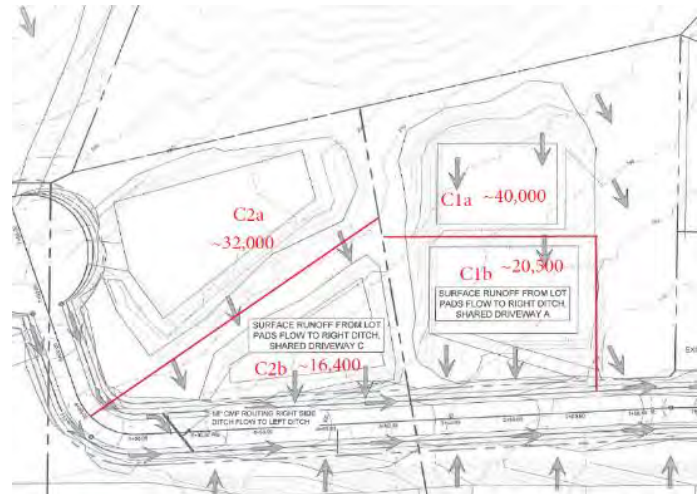 C2a
~32,000
C1a ~40,000
C1b ~20,500
SURFACE RUNOFF FROM LOT
PADS FLOW TO RIGHT DITCH,
SHARED DRIVEWAY A
SURFACE RUNOFF FROM LOT
PADS FLOW TO RIGHT DITCH,
SHARED DRIVEWAY C
C2b ~16,400
18" CMP ROUTING RIGHT SIDE
DITCH FLOW TO LEFT DITCH